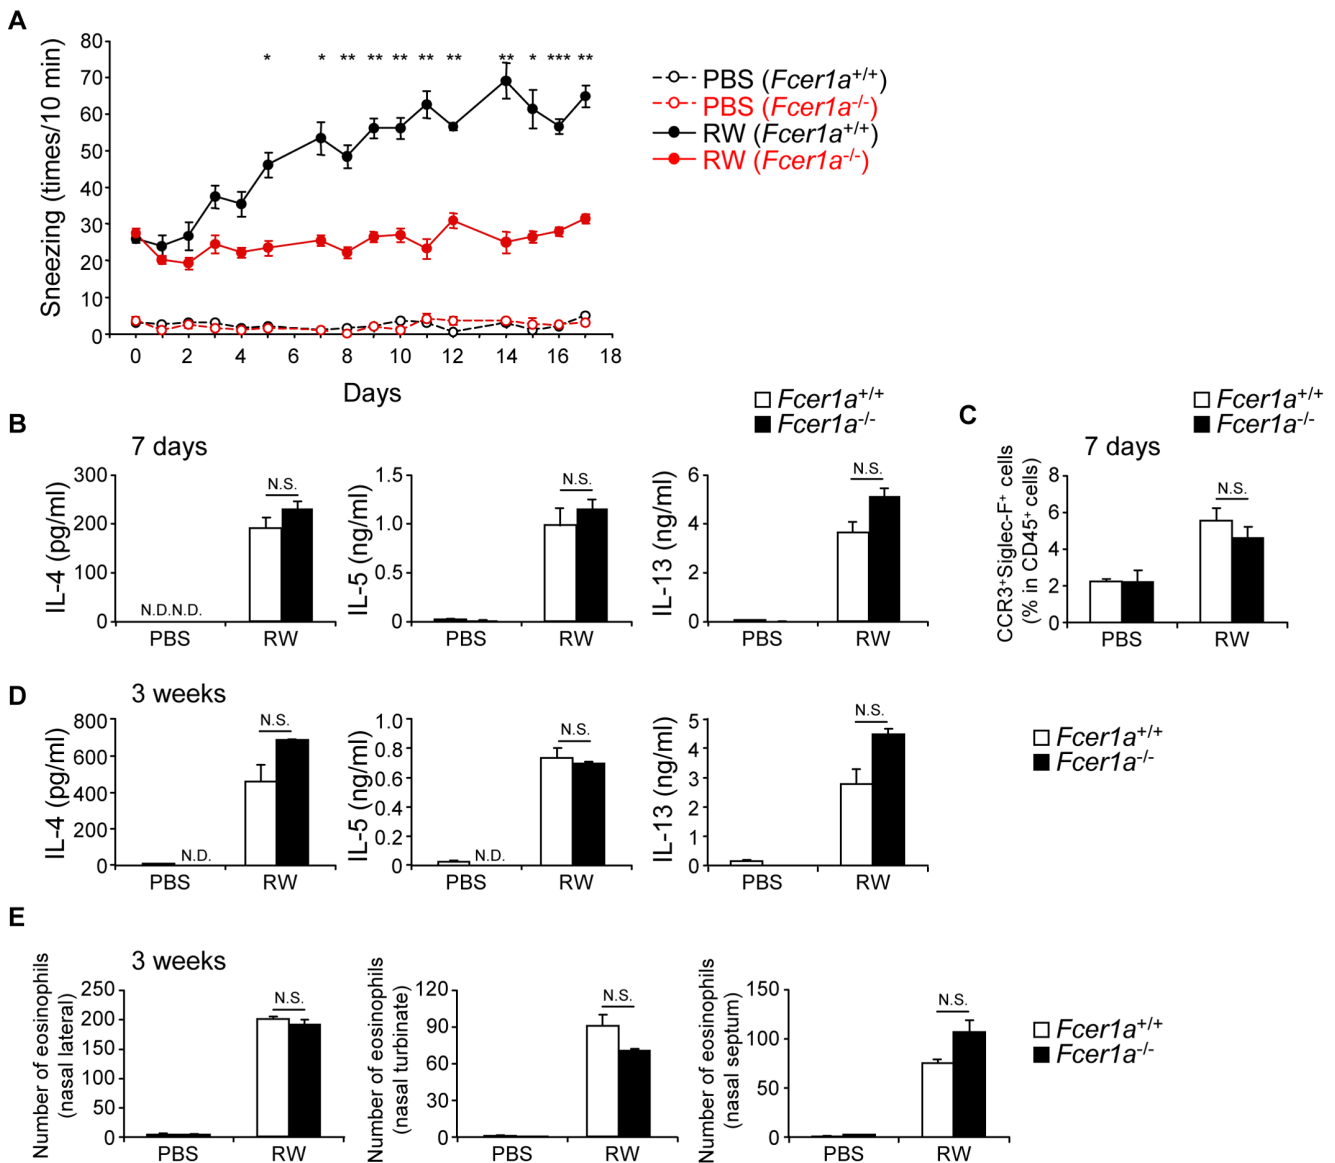 A
80
70
60
50
40
30
20
10
0
Sneezing (times/10 min)
* * ** ** ** ** ** ** * *** **
0 2 4 6 8 10 12 14 16 18
Days
PBS (Fcer1a+/+)
PBS (Fcer1a-/-)
RW (Fcer1a+/+)
RW (Fcer1a-/-)
B
7 days
Fcer1a+/+
Fcer1a-/-
IL-4 (pg/ml)
300
200
100
0
N.D.N.D.
N.S.
PBS RW
IL-5 (ng/ml)
1.5
1.0
0.5
0
N.S.
PBS RW
IL-13 (ng/ml)
6
4
2
0
N.S.
PBS RW
C
7 days
Fcer1a+/+
Fcer1a-/-
CCR3+Siglec-F+ cells
(% in CD45+ cells)
8
6
4
2
0
N.S.
PBS RW
D
3 weeks
IL-4 (pg/ml)
800
600
400
200
0
N.D.
N.S.
PBS RW
IL-5 (ng/ml)
1.0
0.8
0.6
0.4
0.2
0
N.D.
N.S.
PBS RW
IL-13 (ng/ml)
5
4
3
2
1
0
N.S.
PBS RW
Fcer1a+/+
Fcer1a-/-
E
3 weeks
Number of eosinophils
(nasal lateral)
250
200
150
100
50
0
N.S.
PBS RW
Number of eosinophils
(nasal turbinate)
120
90
60
30
0
N.S.
PBS RW
Number of eosinophils
(nasal septum)
150
100
50
0
N.S.
PBS RW
Fcer1a+/+
Fcer1a-/-